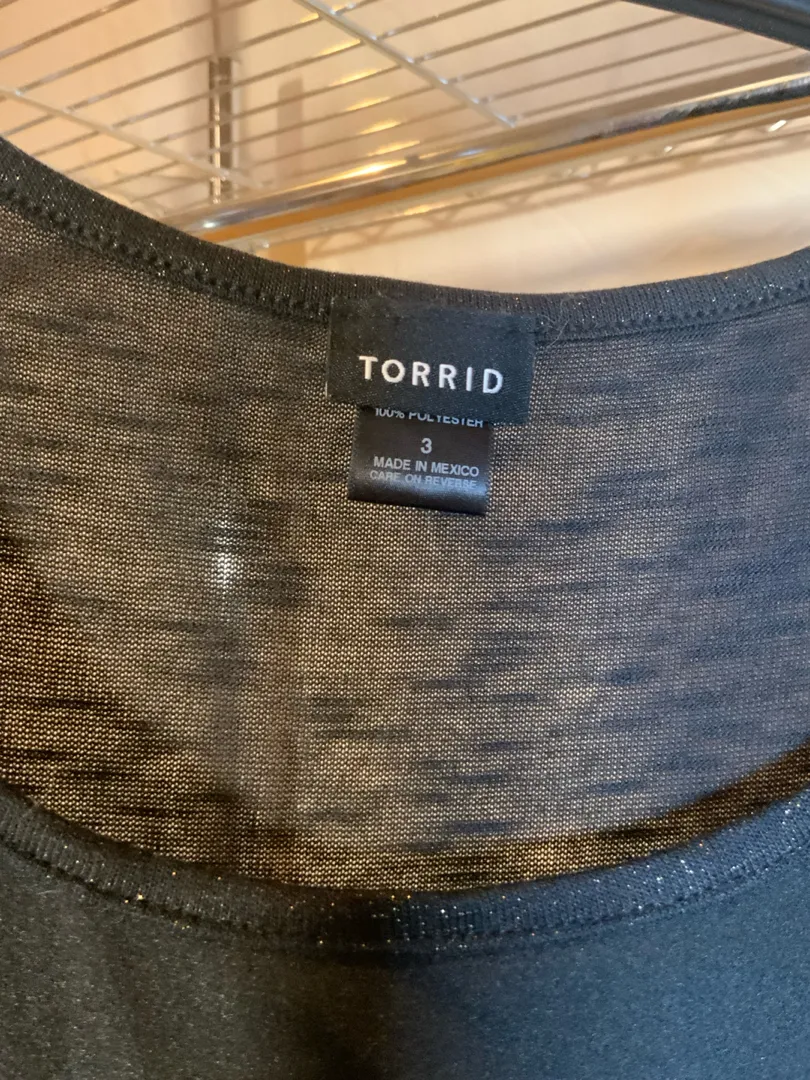 TORRID
100% POLYESTER
3
MADE IN MEXICO
CARE ON REVERSE